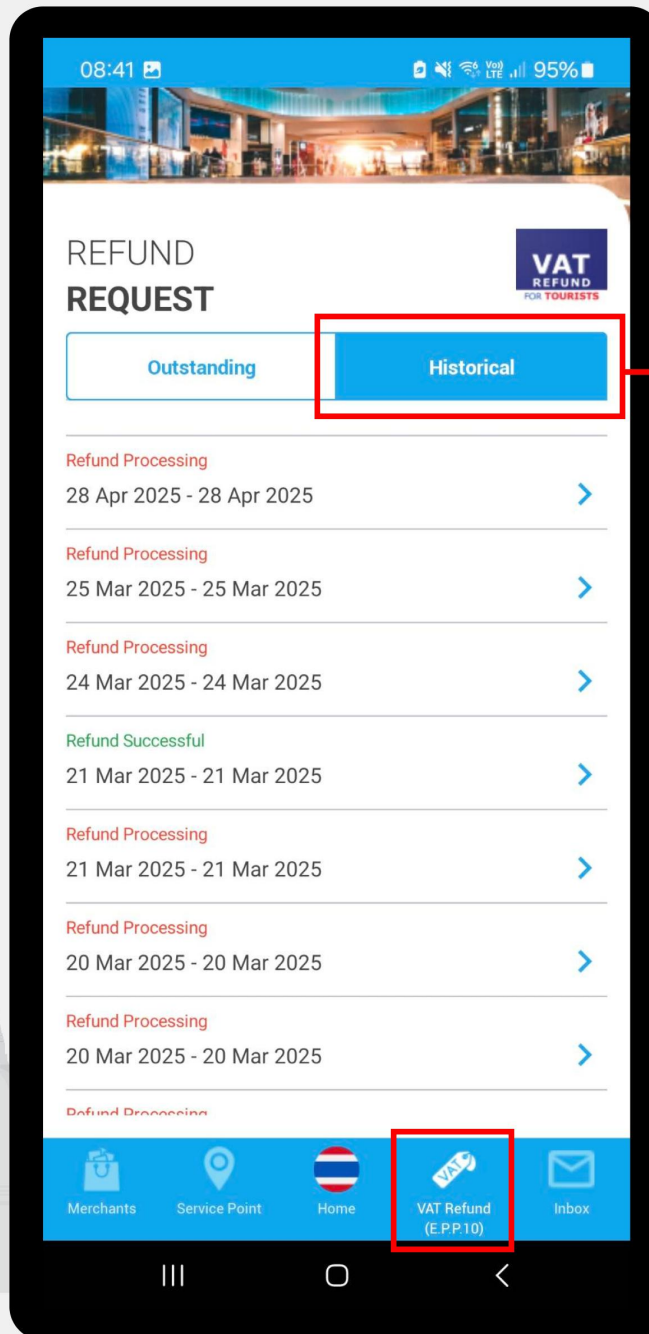 08:41
Vo))
LTE
95%
REFUND
REQUEST
VAT
REFUND
FOR TOURISTS
Outstanding
Historical
Refund Processing
28 Apr 2025 - 28 Apr 2025
Refund Processing
25 Mar 2025 - 25 Mar 2025
Refund Processing
24 Mar 2025 - 24 Mar 2025
Refund Successful
21 Mar 2025 - 21 Mar 2025
Refund Processing
21 Mar 2025 - 21 Mar 2025
Refund Processing
20 Mar 2025 - 20 Mar 2025
Refund Processing
20 Mar 2025 - 20 Mar 2025
Refund Processing
VAT
Merchants
Service Point
Home
VAT Refund
(E.P.P.10)
Inbox